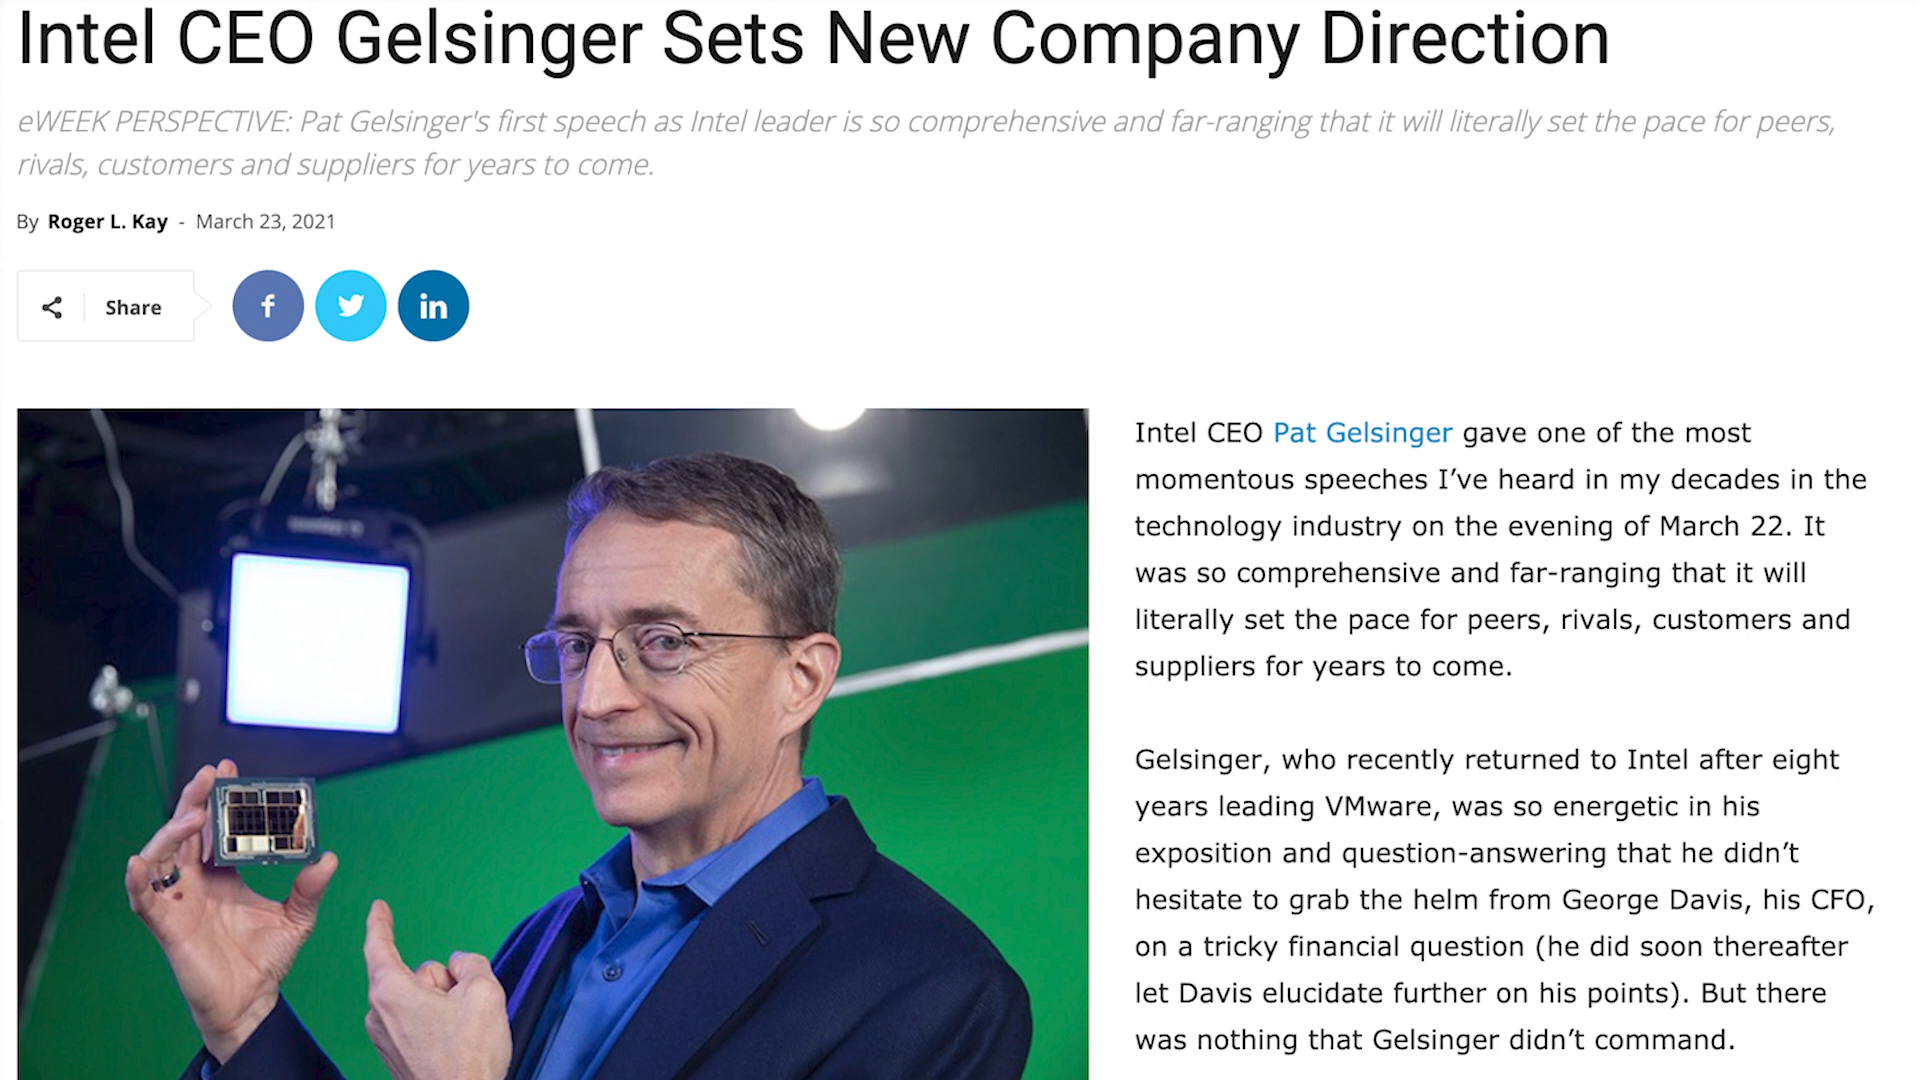 Intel CEO Gelsinger Sets New Company Direction
eWEEK PERSPECTIVE: Pat Gelsinger's first speech as Intel leader is so comprehensive and far-ranging that it will literally set the pace for peers,
rivals, customers and suppliers for years to come.
By Roger L. Kay - March 23, 2021
Share
f
in
Intel CEO Pat Gelsinger gave one of the most
momentous speeches I’ve heard in my decades in the
technology industry on the evening of March 22. It
was so comprehensive and far-ranging that it will
literally set the pace for peers, rivals, customers and
suppliers for years to come.
Gelsinger, who recently returned to Intel after eight
years leading VMware, was so energetic in his
exposition and question-answering that he didn’t
hesitate to grab the helm from George Davis, his CFO,
on a tricky financial question (he did soon thereafter
let Davis elucidate further on his points). But there
was nothing that Gelsinger didn’t command.